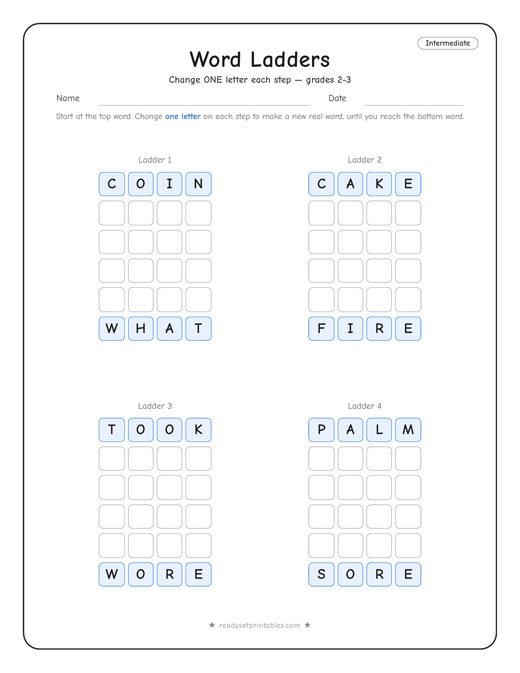 Intermediate
Word Ladders
Change ONE letter each step — grades 2-3
Name Date
Start at the top word. Change one letter on each step to make a new real word, until you reach the bottom word.
Ladder 1
C O I N
W H A T
Ladder 2
C A K E
F I R E
Ladder 3
T O O K
W O R E
Ladder 4
P A L M
S O R E
★ readysetprintables.com ★